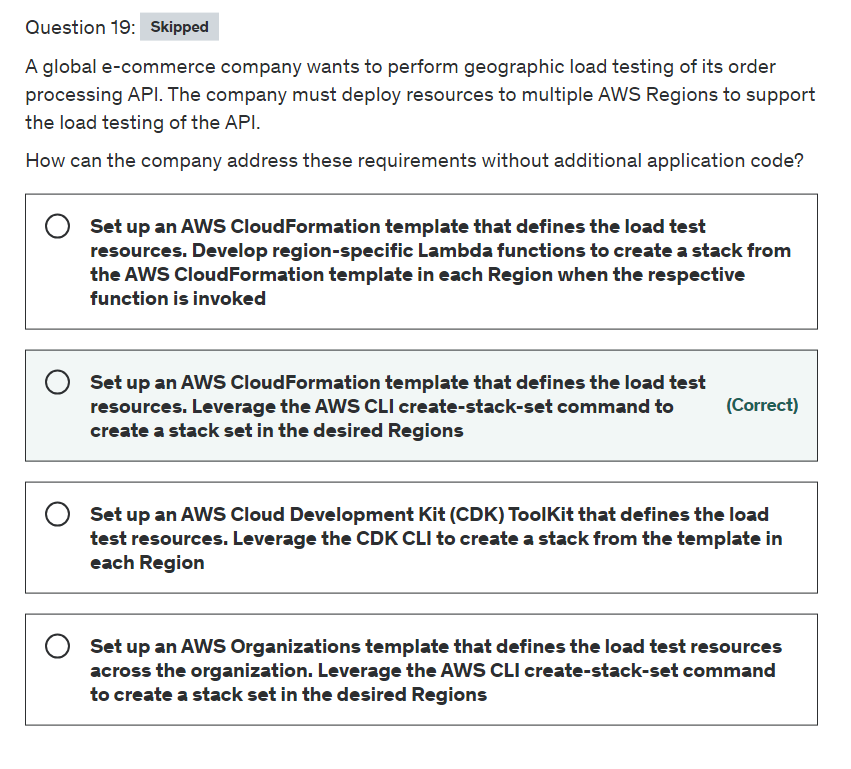 Question 19: Skipped
A global e-commerce company wants to perform geographic load testing of its order
processing API. The company must deploy resources to multiple AWS Regions to support
the load testing of the API.
How can the company address these requirements without additional application code?
Set up an AWS CloudFormation template that defines the load test
resources. Develop region-specific Lambda functions to create a stack from
the AWS CloudFormation template in each Region when the respective
function is invoked
Set up an AWS CloudFormation template that defines the load test
resources. Leverage the AWS CLI create-stack-set command to
create a stack set in the desired Regions
(Correct)
Set up an AWS Cloud Development Kit (CDK) ToolKit that defines the load
test resources. Leverage the CDK CLI to create a stack from the template in
each Region
Set up an AWS Organizations template that defines the load test resources
across the organization. Leverage the AWS CLI create-stack-set command
to create a stack set in the desired Regions